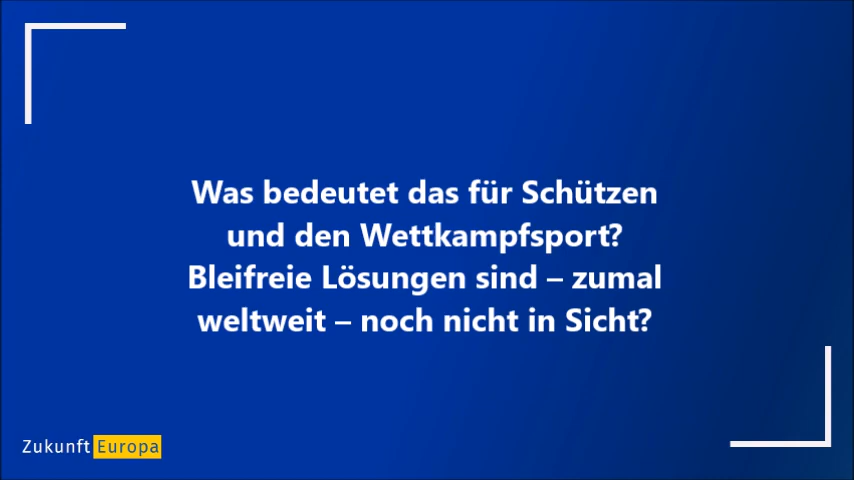 Was bedeutet das für Schützen
und den Wettkampfsport?
Bleifreie Lösungen sind – zumal
weltweit – noch nicht in Sicht?
Zukunft Europa